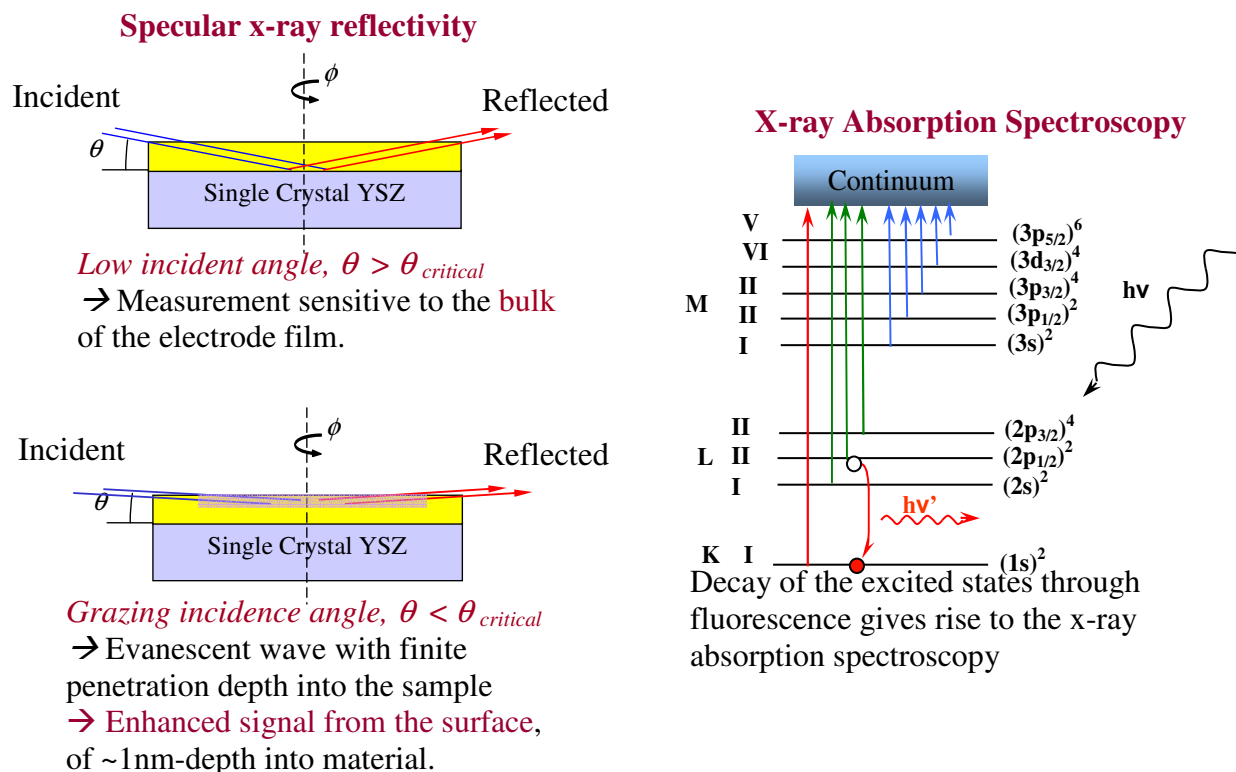 Specular x-ray reflectivity
ϕ
Incident
Reflected
θ
Single Crystal YSZ
Low incident angle, θ > θ critical
→ Measurement sensitive to the bulk
of the electrode film.
ϕ
Incident
Reflected
θ
Single Crystal YSZ
Grazing incidence angle, θ < θ critical
→ Evanescent wave with finite
penetration depth into the sample
→ Enhanced signal from the surface,
of ~1nm-depth into material.
X-ray Absorption Spectroscopy
Continuum
V (3p5/2)6
VI (3d3/2)4
II (3p3/2)4
M
II (3p1/2)2
I (3s)2
hν
II (2p3/2)4
L II (2p1/2)2
I (2s)2
hν’
K I (1s)2
Decay of the excited states through
fluorescence gives rise to the x-ray
absorption spectroscopy